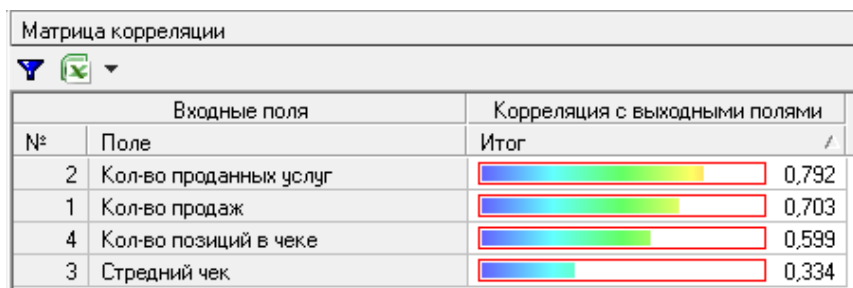 Матрица корреляции
Входные поля Корреляция с выходными полями
№ Поле Итог
2 Кол-во проданных услуг 0,792
1 Кол-во продаж 0,703
4 Кол-во позиций в чеке 0,599
3 Стредний чек 0,334